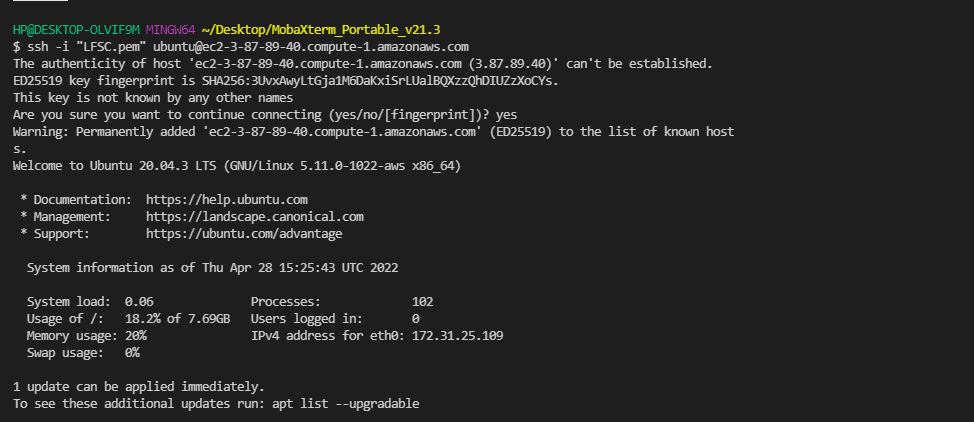 HP@DESKTOP-OLVIF9M MINGW64 ~/Desktop/MobaXterm_Portable_v21.3
$ ssh -i "LFSC.pem" ubuntu@ec2-3-87-89-40.compute-1.amazonaws.com
The authenticity of host 'ec2-3-87-89-40.compute-1.amazonaws.com (3.87.89.40)' can't be established.
ED25519 key fingerprint is SHA256:3UvxAwyLtGja1M6DaKxiSrLUalBQXzzQhDIUZzXoCYs.
This key is not known by any other names
Are you sure you want to continue connecting (yes/no/[fingerprint])? yes
Warning: Permanently added 'ec2-3-87-89-40.compute-1.amazonaws.com' (ED25519) to the list of known host
s.
Welcome to Ubuntu 20.04.3 LTS (GNU/Linux 5.11.0-1022-aws x86_64)

 * Documentation:  https://help.ubuntu.com
 * Management:     https://landscape.canonical.com
 * Support:        https://ubuntu.com/advantage

  System information as of Thu Apr 28 15:25:43 UTC 2022

  System load:  0.06              Processes:             102
  Usage of /:   18.2% of 7.69GB   Users logged in:       0
  Memory usage: 20%               IPv4 address for eth0: 172.31.25.109
  Swap usage:   0%

1 update can be applied immediately.
To see these additional updates run: apt list --upgradable